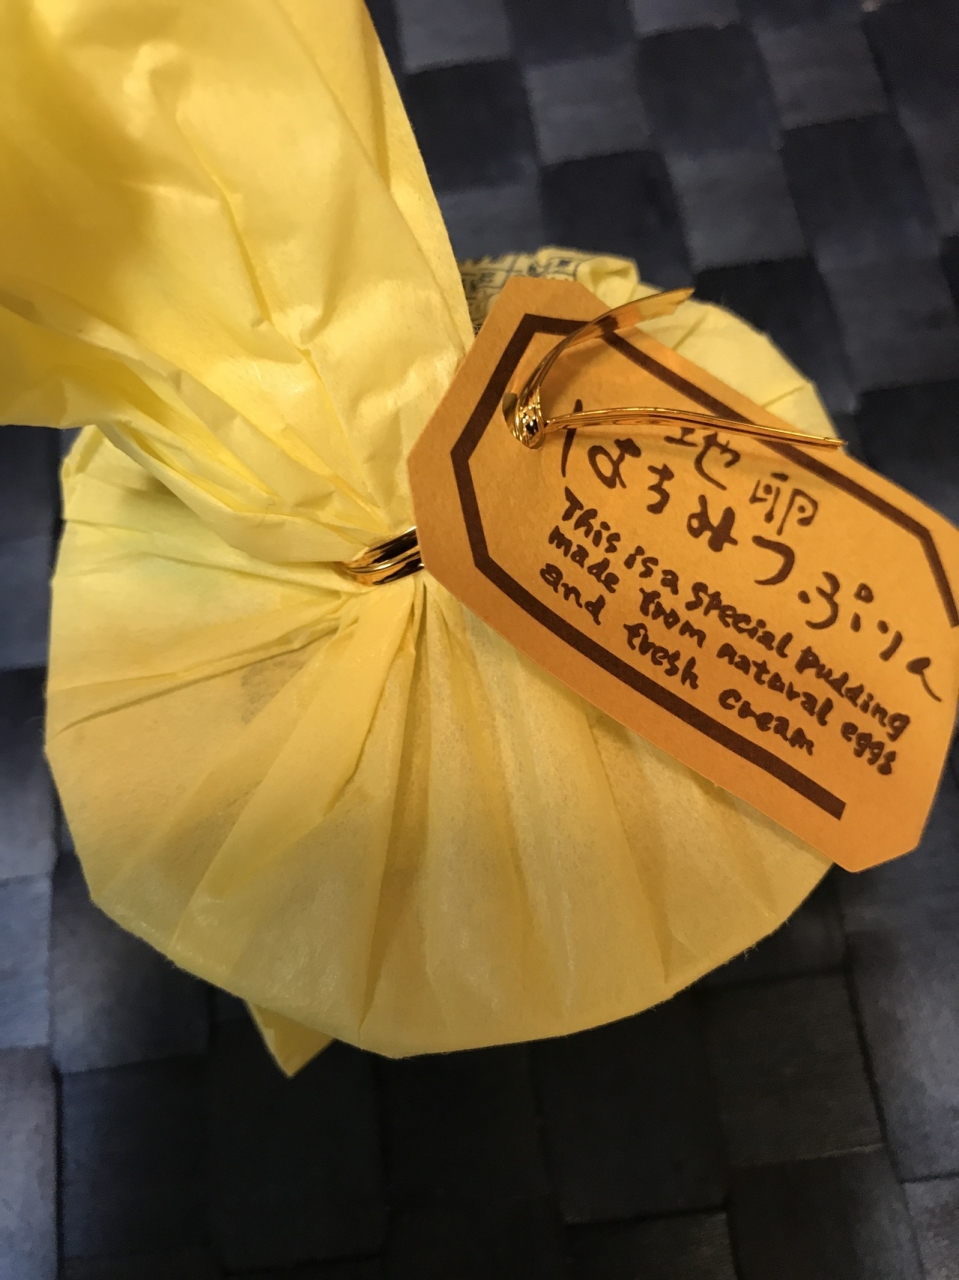 地卵
はちみつぷりん
This is a special pudding
made from natural eggs
and fresh cream